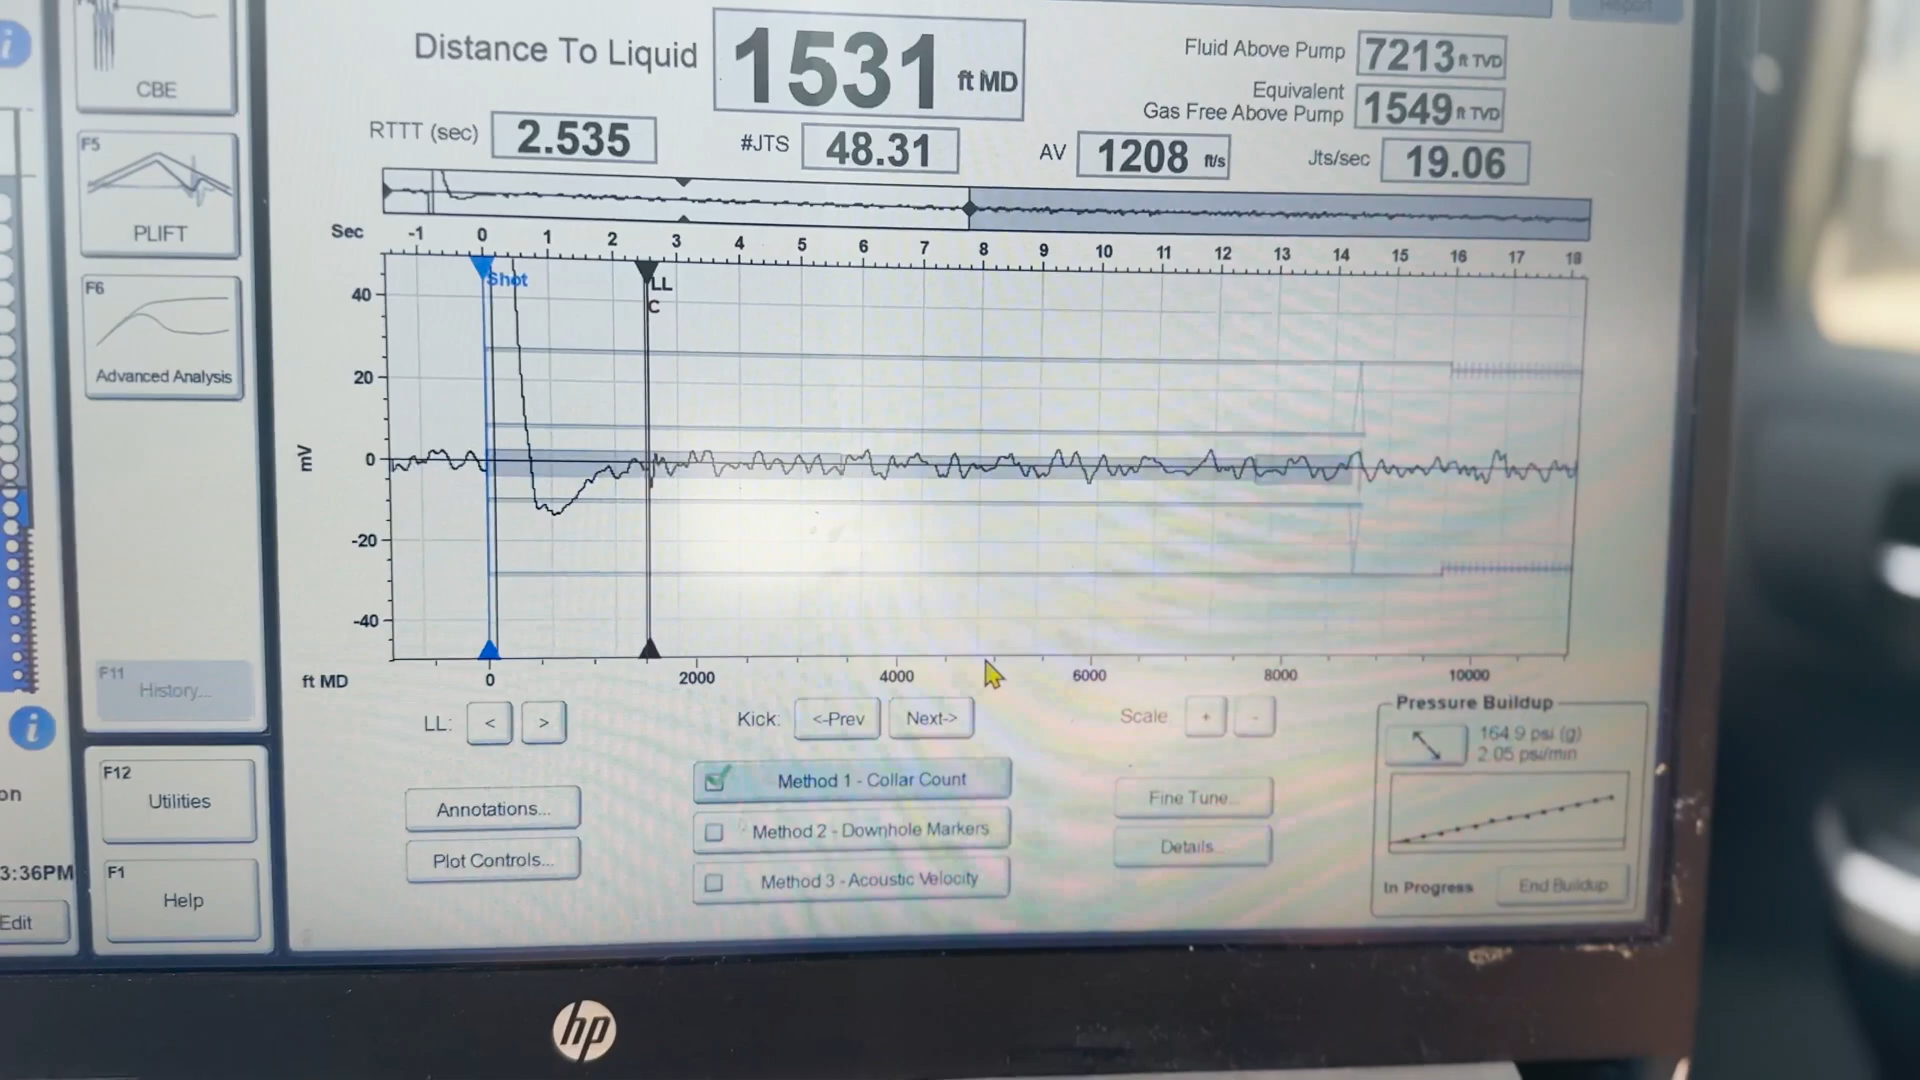 Report
Distance To Liquid 1531 ft MD
Fluid Above Pump 7213 ft TVD
Equivalent
Gas Free Above Pump 1549 ft TVD
RTTT (sec) 2.535 #JTS 48.31 AV 1208 ft/s Jts/sec 19.06
CBE
F5
PLIFT
F6
Advanced Analysis
F11
History...
F12
Utilities
F1
Help
3:36PM
Edit
on
Sec -1 0 1 2 3 4 5 6 7 8 9 10 11 12 13 14 15 16 17 18
Shot
LL
C
40
20
mV
0
-20
-40
ft MD 0 2000 4000 6000 8000 10000
LL: < >
Kick: <-Prev Next->
Scale + -
Annotations...
Plot Controls...
Method 1 - Collar Count
Method 2 - Downhole Markers
Method 3 - Acoustic Velocity
Fine Tune...
Details
Pressure Buildup
164.9 psi (g)
2.05 psi/min
In Progress End Buildup
hp